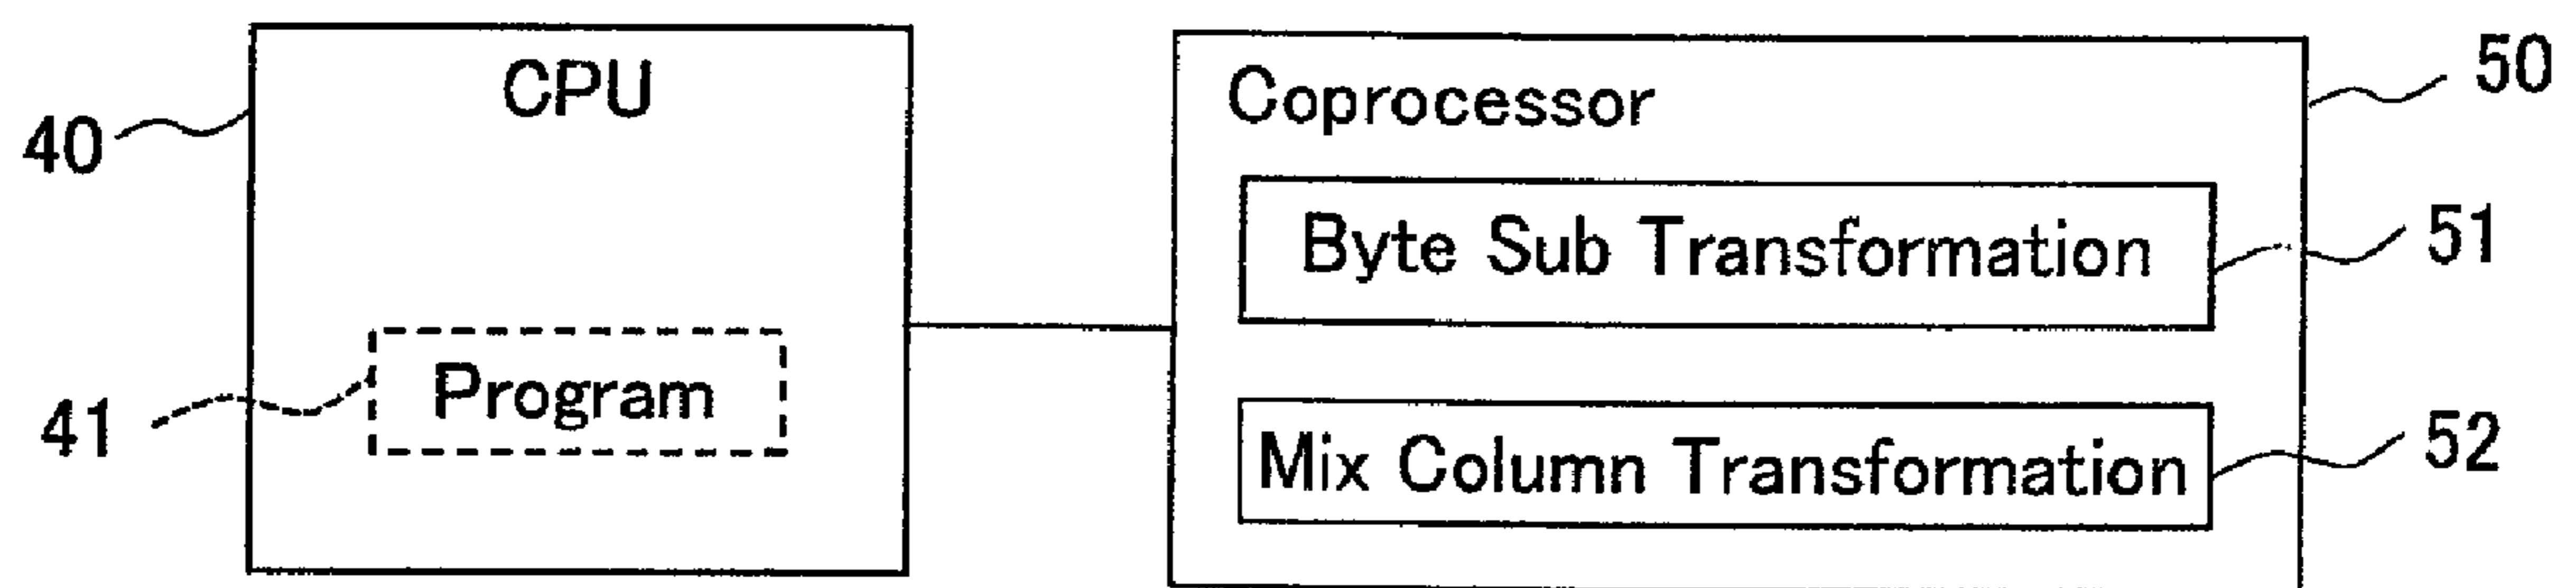 CPU
40
Program
41
Coprocessor
50
Byte Sub Transformation
51
Mix Column Transformation
52